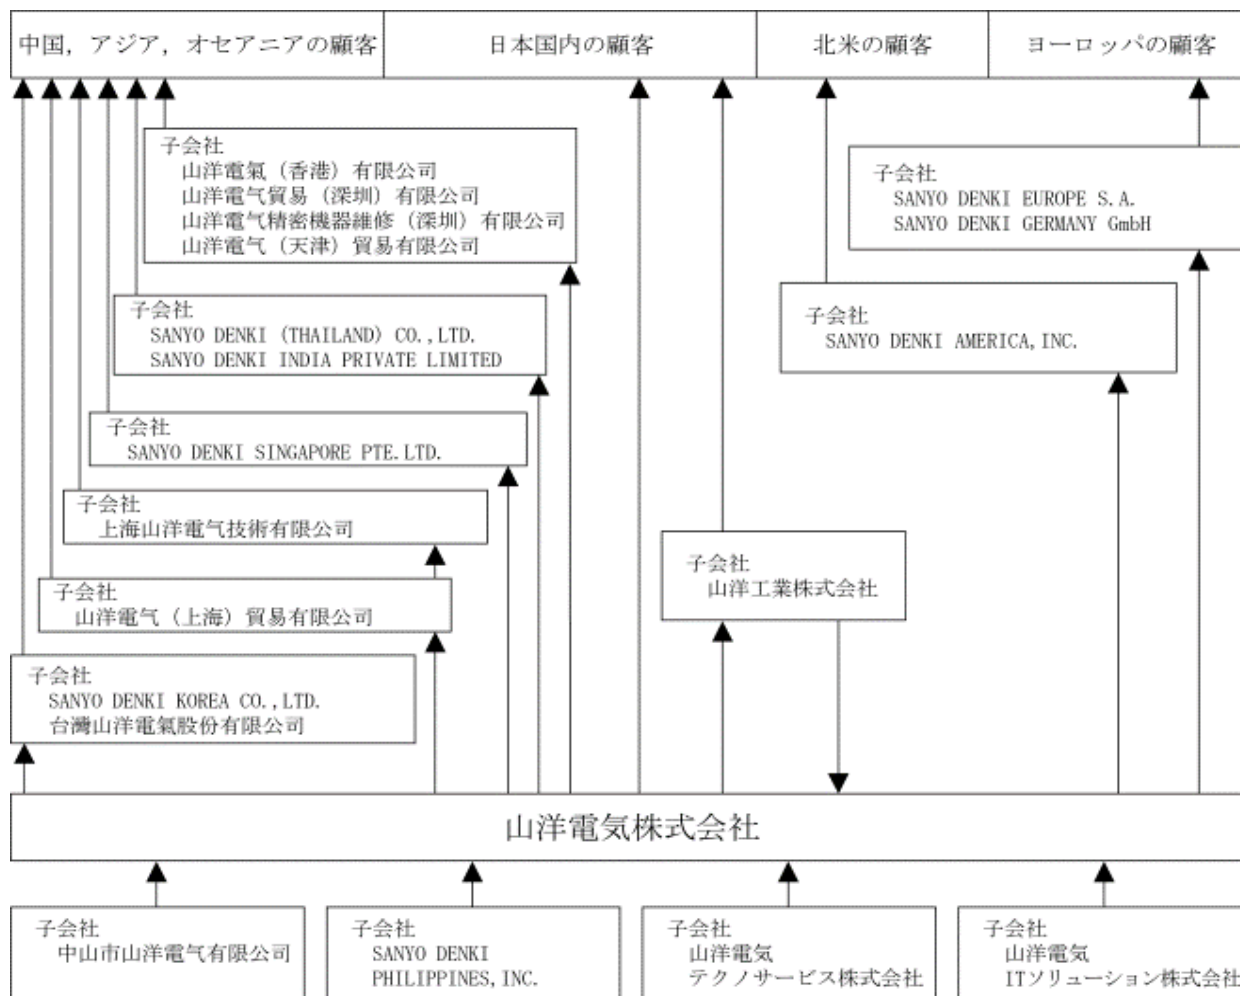 中国，アジア，オセアニアの顧客
日本国内の顧客
北米の顧客
ヨーロッパの顧客
子会社
山洋電氣（香港）有限公司
山洋電气貿易（深圳）有限公司
山洋電气精密機器維修（深圳）有限公司
山洋電气（天津）貿易有限公司
子会社
SANYO DENKI EUROPE S.A.
SANYO DENKI GERMANY GmbH
子会社
SANYO DENKI (THAILAND) CO.,LTD.
SANYO DENKI INDIA PRIVATE LIMITED
子会社
SANYO DENKI AMERICA,INC.
子会社
SANYO DENKI SINGAPORE PTE.LTD.
子会社
上海山洋電气技術有限公司
子会社
山洋工業株式会社
子会社
山洋電气（上海）貿易有限公司
子会社
SANYO DENKI KOREA CO.,LTD.
台灣山洋電氣股份有限公司
山洋電気株式会社
子会社
中山市山洋電气有限公司
子会社
SANYO DENKI
PHILIPPINES,INC.
子会社
山洋電気
テクノサービス株式会社
子会社
山洋電気
ITソリューション株式会社